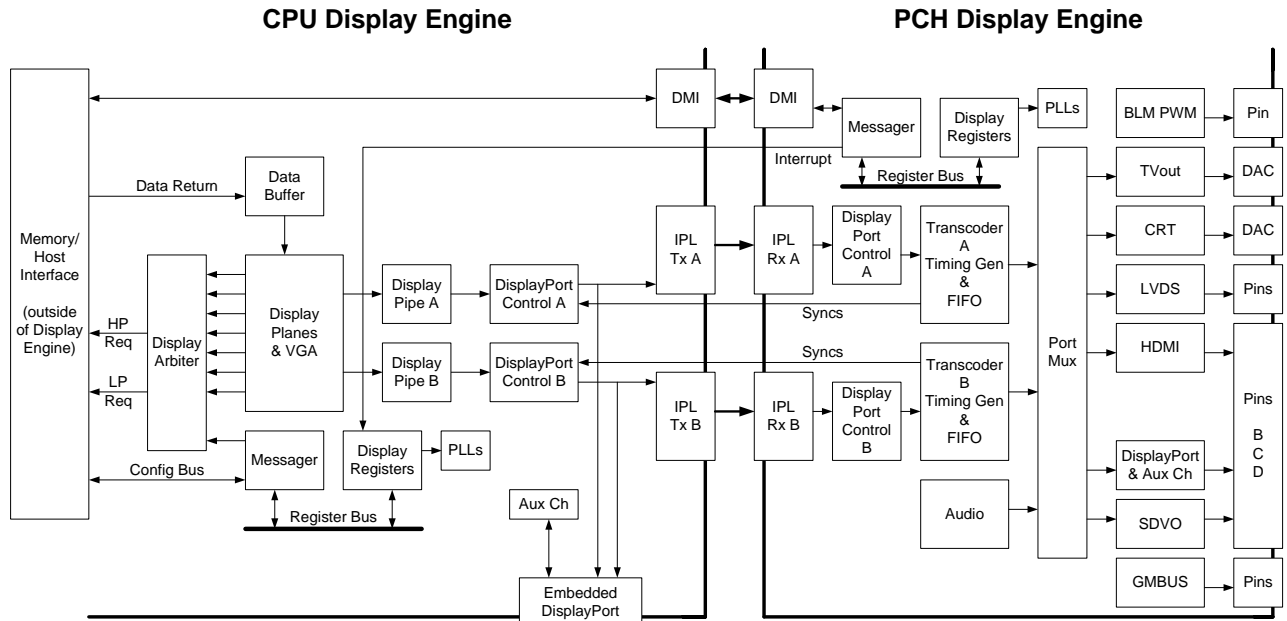 CPU Display Engine
PCH Display Engine
Memory/
Host
Interface
(outside
of Display
Engine)
Data Return
Data
Buffer
HP
Req
LP
Req
Display
Arbiter
Display
Planes
& VGA
Display
Pipe A
DisplayPort
Control A
Display
Pipe B
DisplayPort
Control B
Config Bus
Messager
Display
Registers
PLLs
Register Bus
Aux Ch
Embedded
DisplayPort
DMI
IPL
Tx A
IPL
Tx B
DMI
Messager
Interrupt
Display
Registers
PLLs
Register Bus
IPL
Rx A
Display
Port
Control
A
Transcoder
A
Timing Gen
&
FIFO
Syncs
Syncs
IPL
Rx B
Display
Port
Control
B
Transcoder
B
Timing Gen
&
FIFO
Audio
Port
Mux
BLM PWM
Pin
TVout
DAC
CRT
DAC
LVDS
Pins
HDMI
DisplayPort
& Aux Ch
SDVO
Pins
B
C
D
GMBUS
Pins